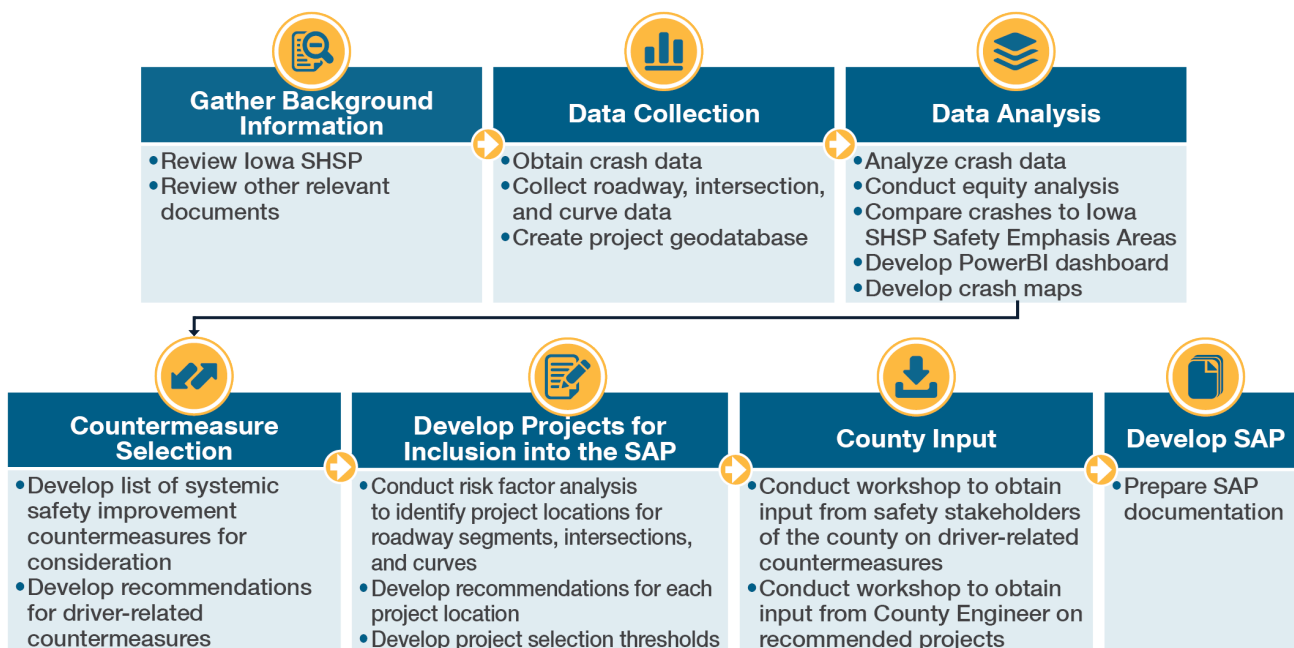 Gather Background
Information
• Review Iowa SHSP
• Review other relevant
documents
Data Collection
• Obtain crash data
• Collect roadway, intersection,
and curve data
• Create project geodatabase
Data Analysis
• Analyze crash data
• Conduct equity analysis
• Compare crashes to Iowa
SHSP Safety Emphasis Areas
• Develop PowerBI dashboard
• Develop crash maps
Countermeasure
Selection
• Develop list of systemic
safety improvement
countermeasures for
consideration
• Develop recommendations
for driver-related
countermeasures
Develop Projects for
Inclusion into the SAP
• Conduct risk factor analysis
to identify project locations for
roadway segments, intersections,
and curves
• Develop recommendations for each
project location
• Develop project selection thresholds
County Input
• Conduct workshop to obtain
input from safety stakeholders
of the county on driver-related
countermeasures
• Conduct workshop to obtain
input from County Engineer on
recommended projects
Develop SAP
• Prepare SAP
documentation